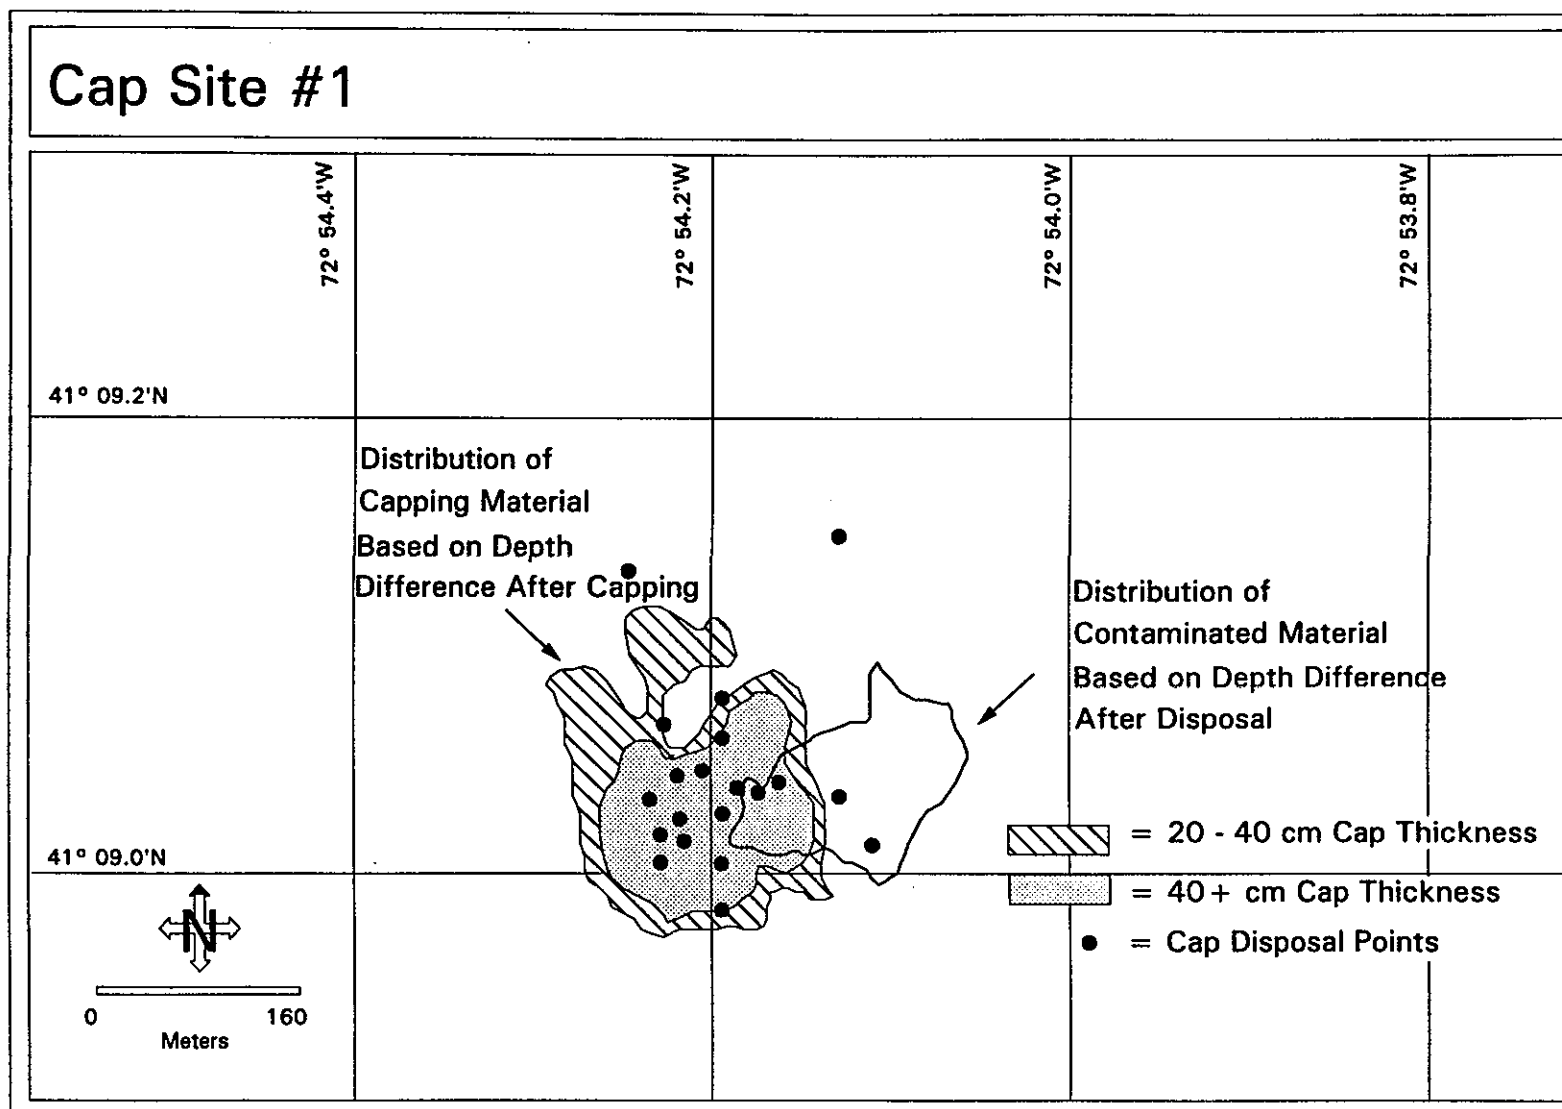 Cap Site #1
72° 54.4'W
72° 54.2'W
72° 54.0'W
72° 53.8'W
41° 09.2'N
Distribution of
Capping Material
Based on Depth
Difference After Capping
Distribution of
Contaminated Material
Based on Depth Difference
After Disposal
= 20 - 40 cm Cap Thickness
41° 09.0'N
= 40+ cm Cap Thickness
N
= Cap Disposal Points
0 160
Meters